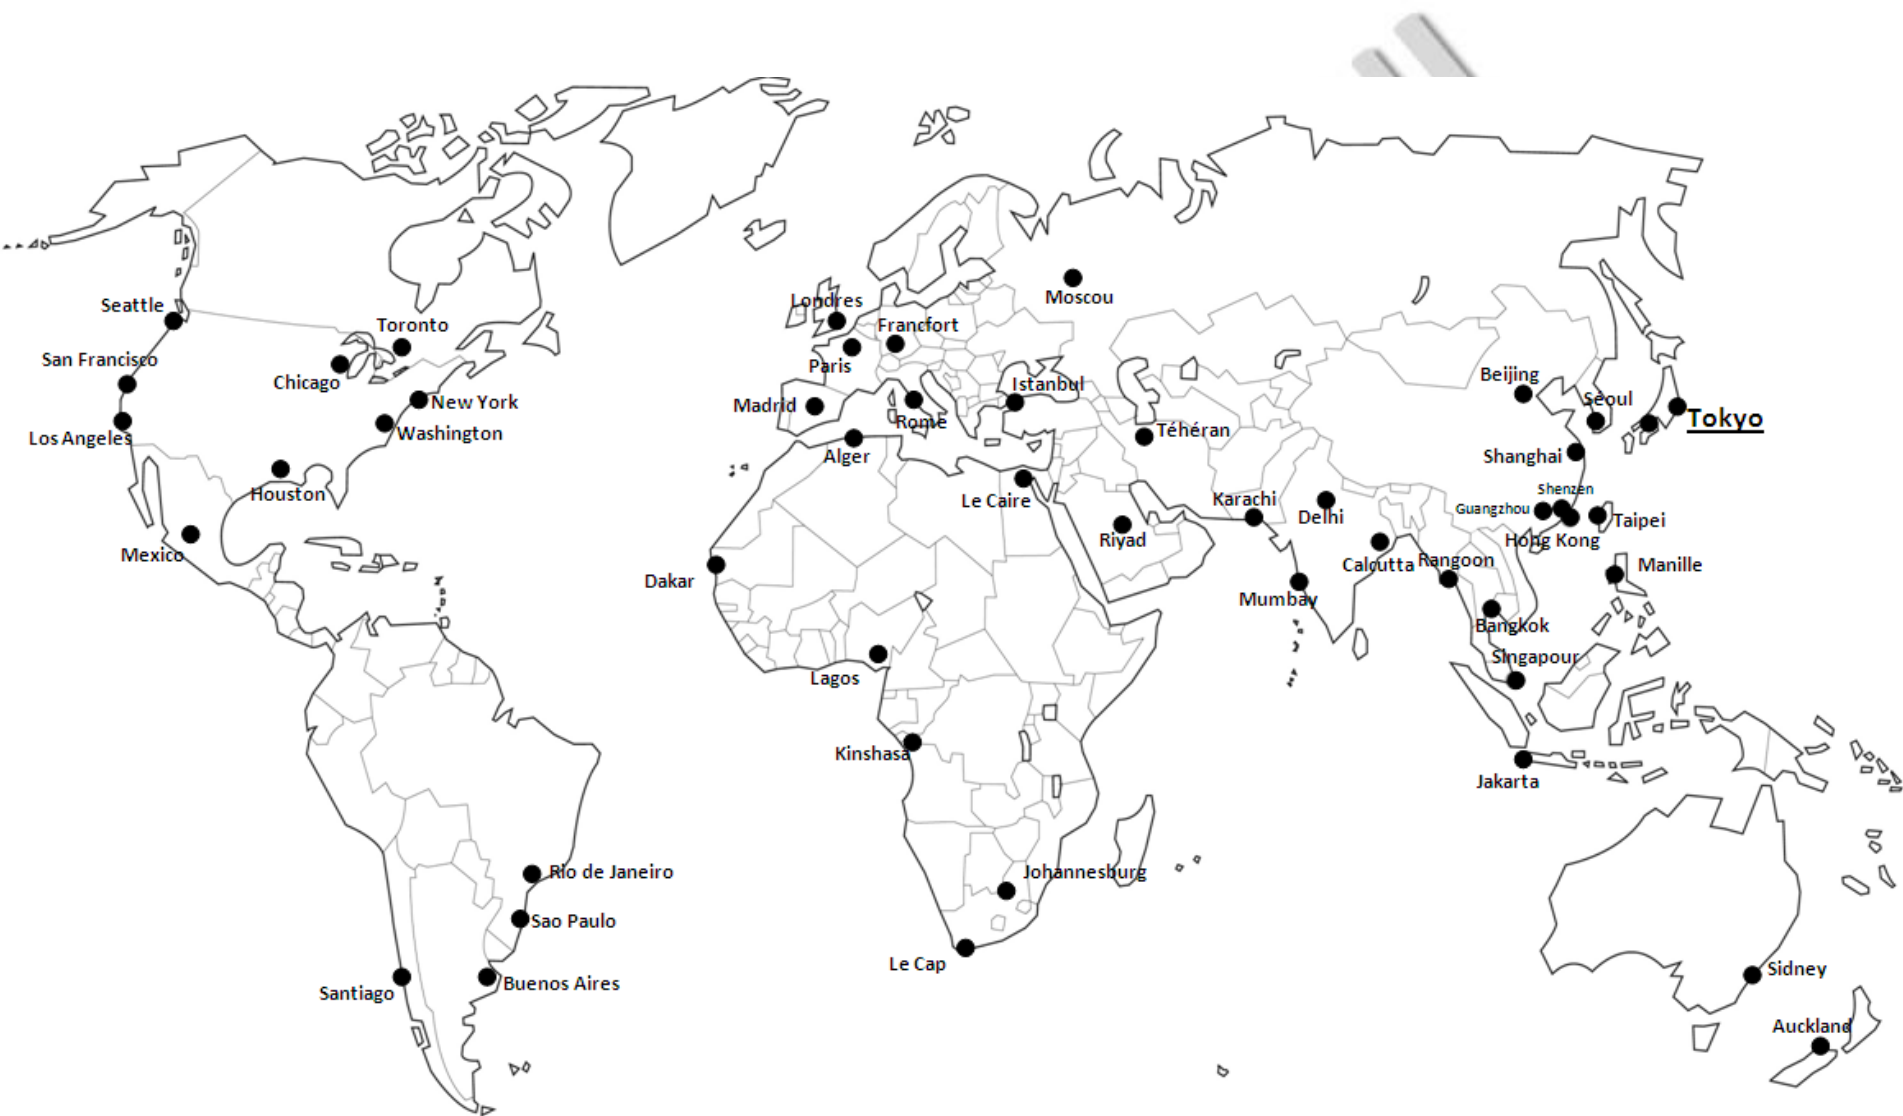 Seattle
San Francisco
Los Angeles
Chicago
Toronto
New York
Washington
Houston
Mexico
Rio de Janeiro
Sao Paulo
Santiago
Buenos Aires
Londres
Francfort
Paris
Madrid
Rome
Istanbul
Moscou
Alger
Le Caire
Téhéran
Riyad
Dakar
Lagos
Kinshasa
Johannesburg
Le Cap
Karachi
Delhi
Calcutta
Mumbay
Rangoon
Bangkok
Singapour
Jakarta
Beijing
Séoul
Tokyo
Shanghai
Shenzen
Guangzhou
Hong Kong
Taipei
Manille
Sidney
Auckland